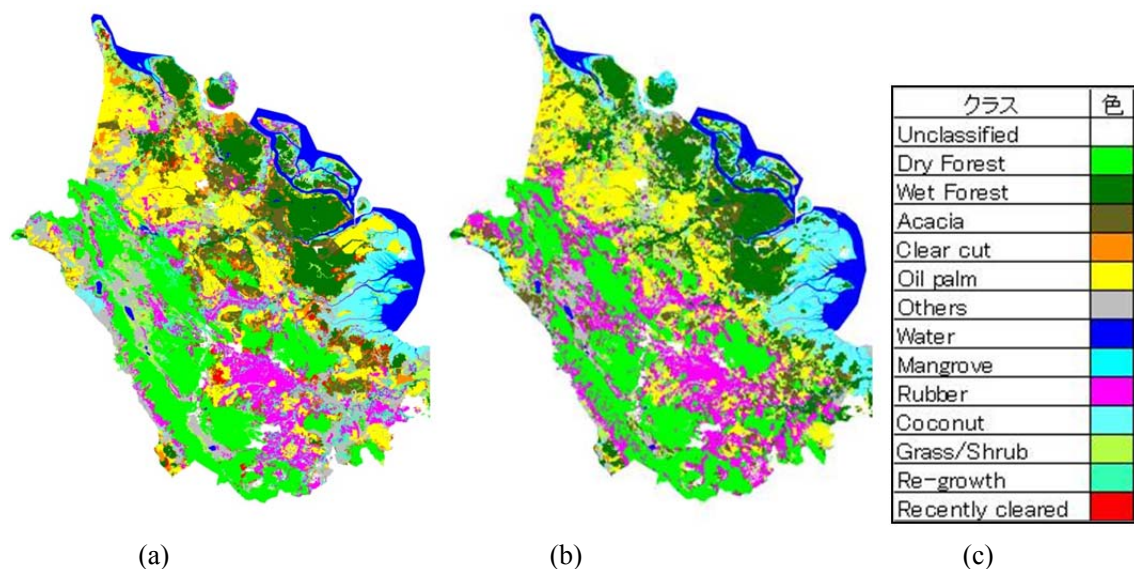 クラス 色
Unclassified
Dry Forest
Wet Forest
Acacia
Clear cut
Oil palm
Others
Water
Mangrove
Rubber
Coconut
Grass/Shrub
Re-growth
Recently cleared
(a) (b) (c)